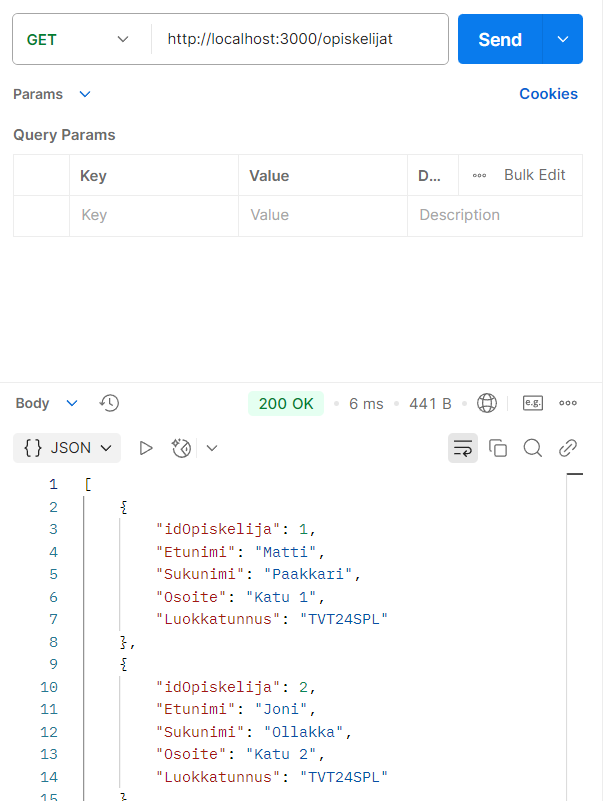 GET http://localhost:3000/opiskelijat Send
Params Cookies
Query Params
Key Value D... Bulk Edit
Key Value Description
Body 200 OK 6 ms 441 B e.g.
{} JSON
1 [
2 {
3 "idOpiskelija": 1,
4 "Etunimi": "Matti",
5 "Sukunimi": "Paakkari",
6 "Osoite": "Katu 1",
7 "Luokkatunnus": "TVT24SPL"
8 },
9 {
10 "idOpiskelija": 2,
11 "Etunimi": "Joni",
12 "Sukunimi": "Ollakka",
13 "Osoite": "Katu 2",
14 "Luokkatunnus": "TVT24SPL"
15 }